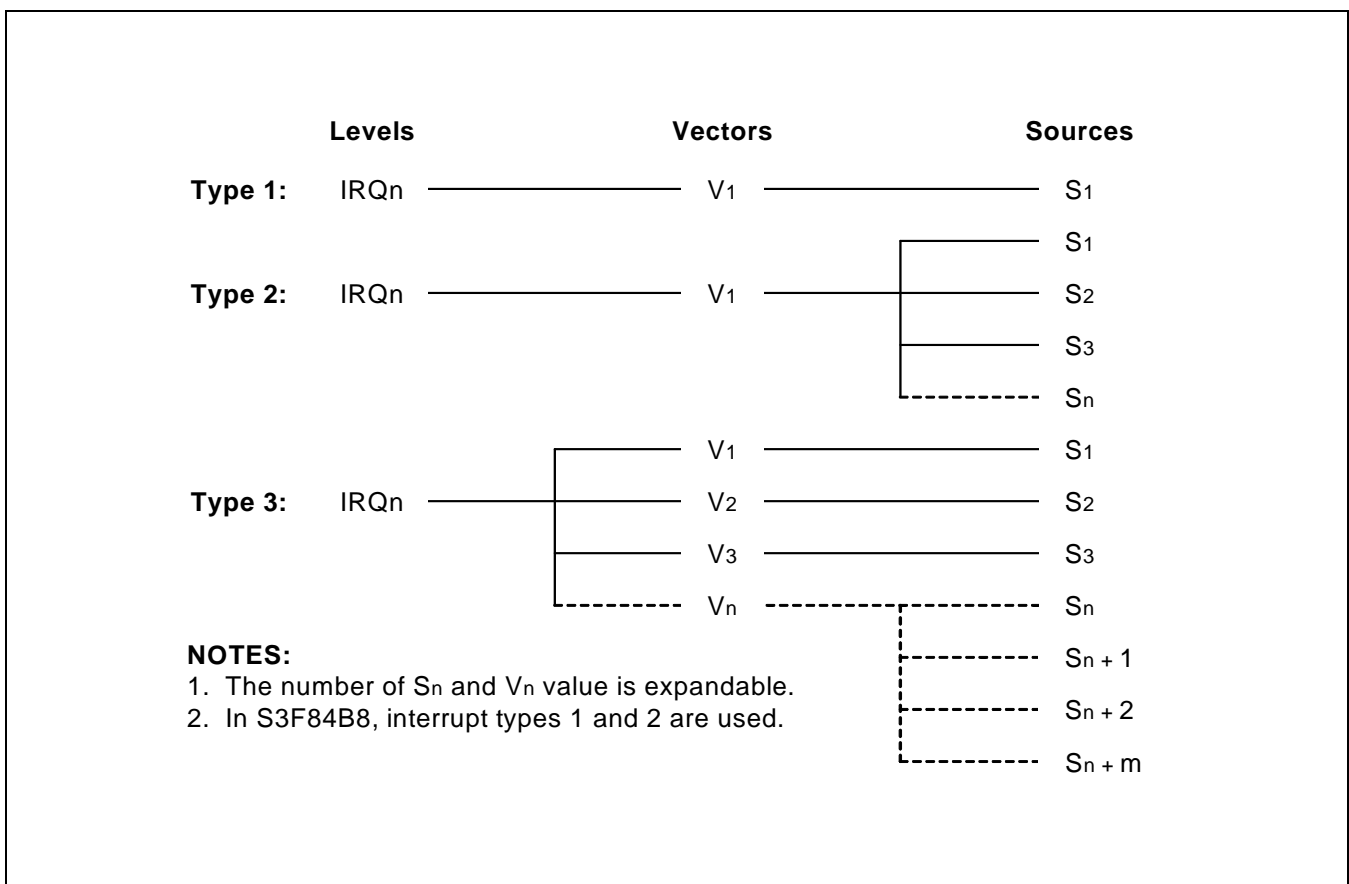 Levels Vectors Sources
Type 1: IRQn V1 S1
S1
Type 2: IRQn V1 S2
S3
Sn
V1 S1
Type 3: IRQn V2 S2
V3 S3
Vn Sn
Sn + 1
Sn + 2
Sn + m
NOTES:
1. The number of Sn and Vn value is expandable.
2. In S3F84B8, interrupt types 1 and 2 are used.